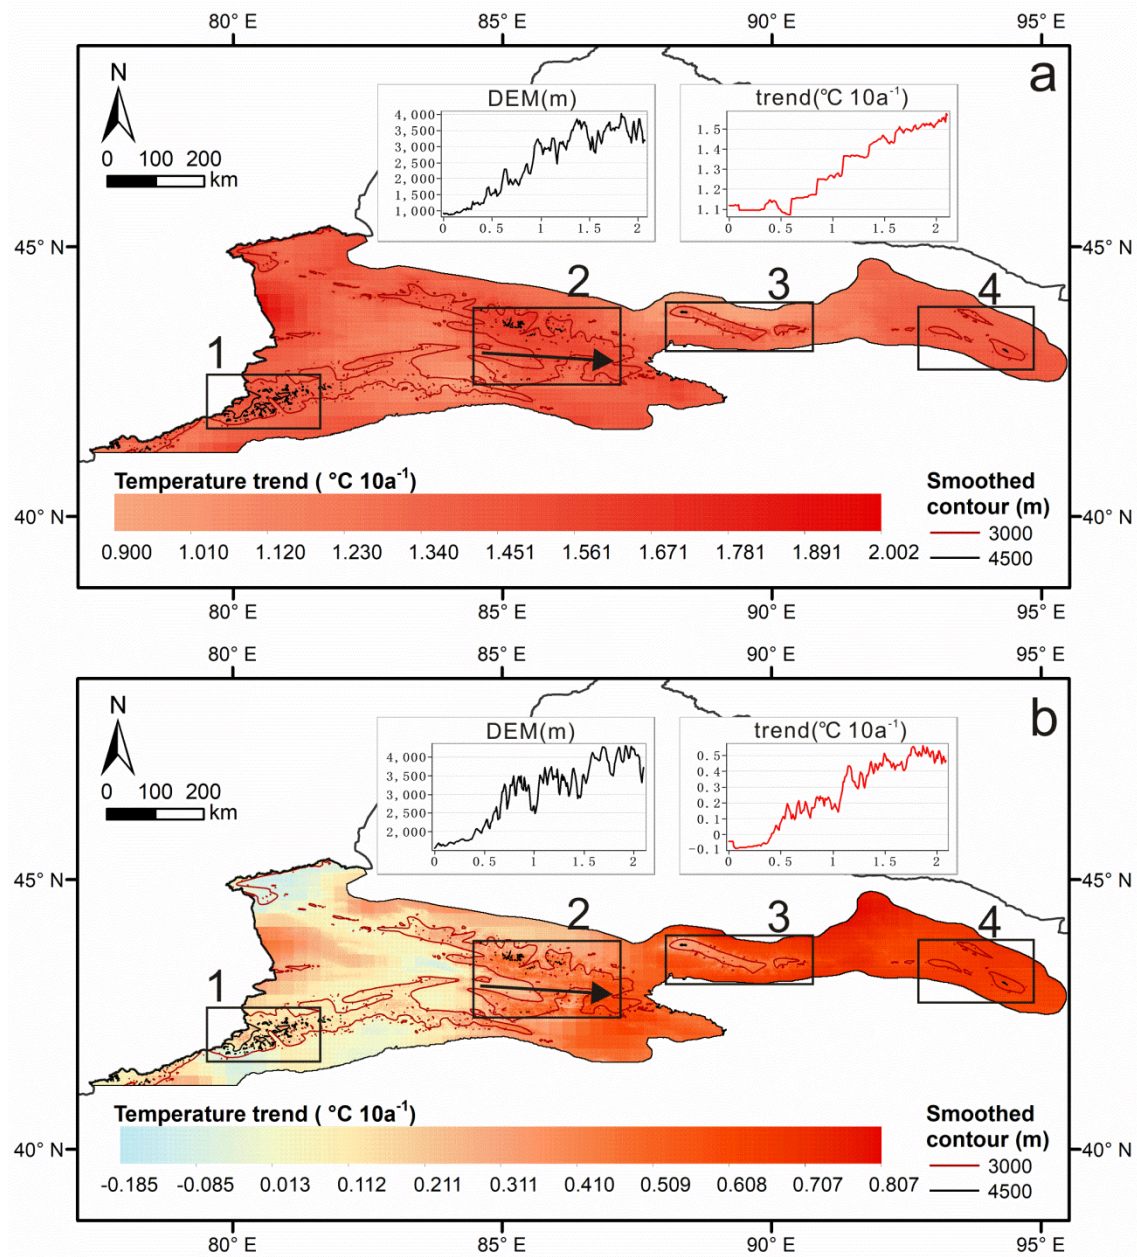 80° E 85° E 90° E 95° E
a
N
0 100 200
km
DEM(m)
4,000
3,500
3,000
2,500
2,000
1,500
1,000
0 0.5 1 1.5 2
trend(℃ 10a⁻¹)
1.5
1.4
1.3
1.2
1.1
0 0.5 1 1.5 2
45° N 45° N
1
2
3
4
Temperature trend ( °C 10a⁻¹)
0.900 1.010 1.120 1.230 1.340 1.451 1.561 1.671 1.781 1.891 2.002
Smoothed
contour (m)
3000
4500
40° N 40° N
80° E 85° E 90° E 95° E
80° E 85° E 90° E 95° E
b
N
0 100 200
km
DEM(m)
4,000
3,500
3,000
2,500
2,000
0 0.5 1 1.5 2
trend(℃ 10a⁻¹)
0.5
0.4
0.3
0.2
0.1
0
-0.1
0 0.5 1 1.5 2
45° N 45° N
1
2
3
4
Temperature trend ( °C 10a⁻¹)
-0.185 -0.085 0.013 0.112 0.211 0.311 0.410 0.509 0.608 0.707 0.807
Smoothed
contour (m)
3000
4500
40° N 40° N
80° E 85° E 90° E 95° E